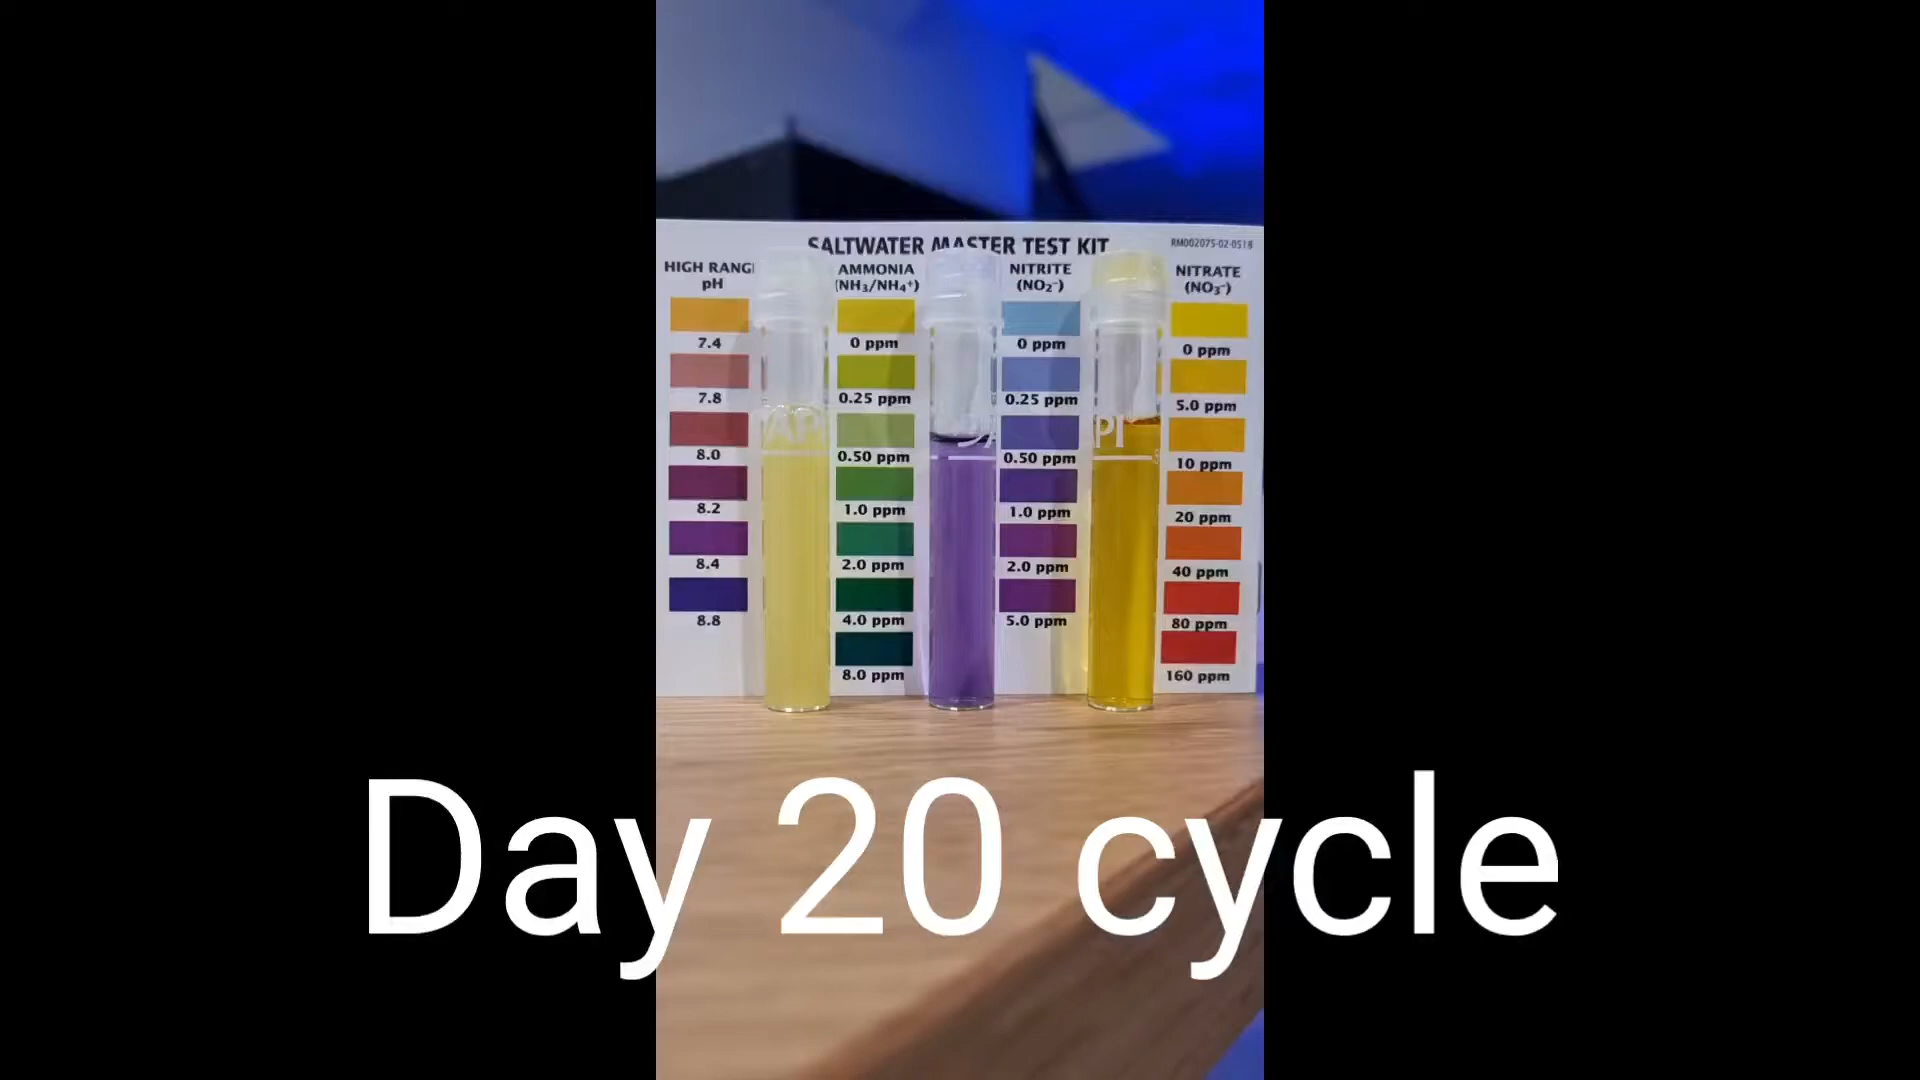 SALTWATER MASTER TEST KIT
RM002075-02-0518
HIGH RANG
pH
7.4
7.8
8.0
8.2
8.4
8.8
AMMONIA
(NH₃/NH₄⁺)
0 ppm
0.25 ppm
0.50 ppm
1.0 ppm
2.0 ppm
4.0 ppm
8.0 ppm
NITRITE
(NO₂⁻)
0 ppm
0.25 ppm
0.50 ppm
1.0 ppm
2.0 ppm
5.0 ppm
NITRATE
(NO₃⁻)
0 ppm
5.0 ppm
10 ppm
20 ppm
40 ppm
80 ppm
160 ppm
AP
PI
Day 20 cycle